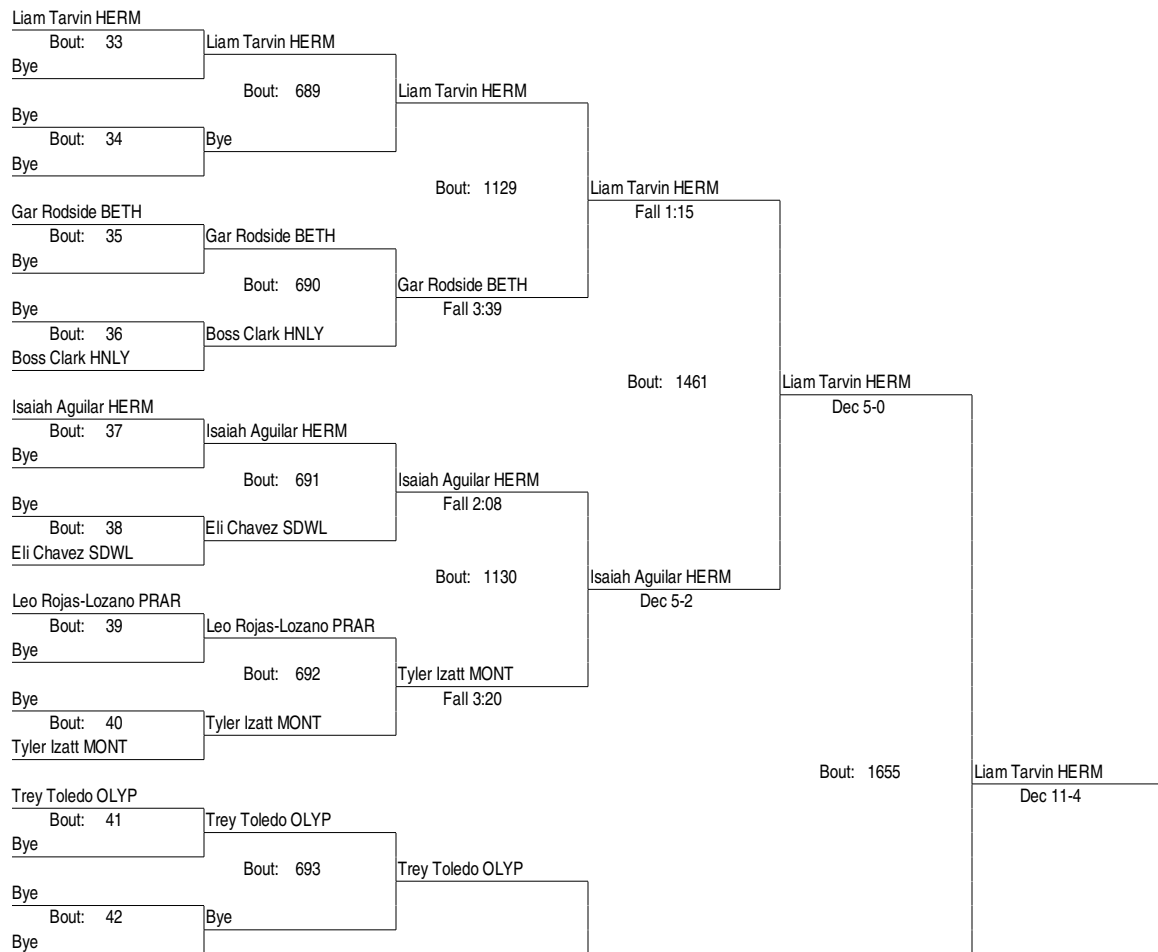 Liam Tarvin HERM
Bout: 33
Liam Tarvin HERM
Bye
Bout: 689
Liam Tarvin HERM
Bye
Bout: 34
Bye
Bye
Bout: 1129
Liam Tarvin HERM
Fall 1:15
Gar Rodside BETH
Bout: 35
Gar Rodside BETH
Bye
Bout: 690
Gar Rodside BETH
Fall 3:39
Bye
Bout: 36
Boss Clark HNLY
Boss Clark HNLY
Bout: 1461
Liam Tarvin HERM
Dec 5-0
Isaiah Aguilar HERM
Bout: 37
Isaiah Aguilar HERM
Bye
Bout: 691
Isaiah Aguilar HERM
Fall 2:08
Bye
Bout: 38
Eli Chavez SDWL
Eli Chavez SDWL
Bout: 1130
Isaiah Aguilar HERM
Dec 5-2
Leo Rojas-Lozano PRAR
Bout: 39
Leo Rojas-Lozano PRAR
Bye
Bout: 692
Tyler Izatt MONT
Fall 3:20
Bye
Bout: 40
Tyler Izatt MONT
Tyler Izatt MONT
Bout: 1655
Liam Tarvin HERM
Dec 11-4
Trey Toledo OLYP
Bout: 41
Trey Toledo OLYP
Bye
Bout: 693
Trey Toledo OLYP
Bye
Bout: 42
Bye
Bye